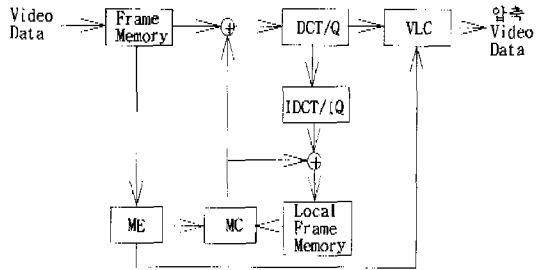 Video
Data
Frame
Memory
+
DCT/Q
VLC
압축
Video
Data
IDCT/IQ
+
ME
MC
Local
Frame
Memory